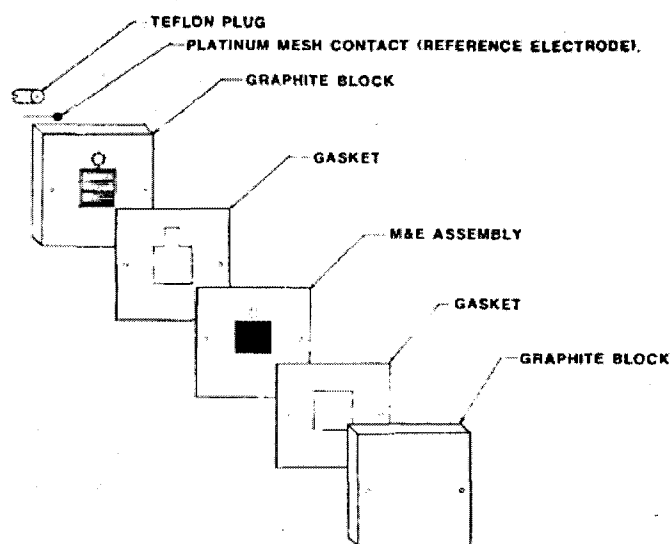 TEFLON PLUG
PLATINUM MESH CONTACT (REFERENCE ELECTRODE).
GRAPHITE BLOCK
GASKET
M&E ASSEMBLY
GASKET
GRAPHITE BLOCK